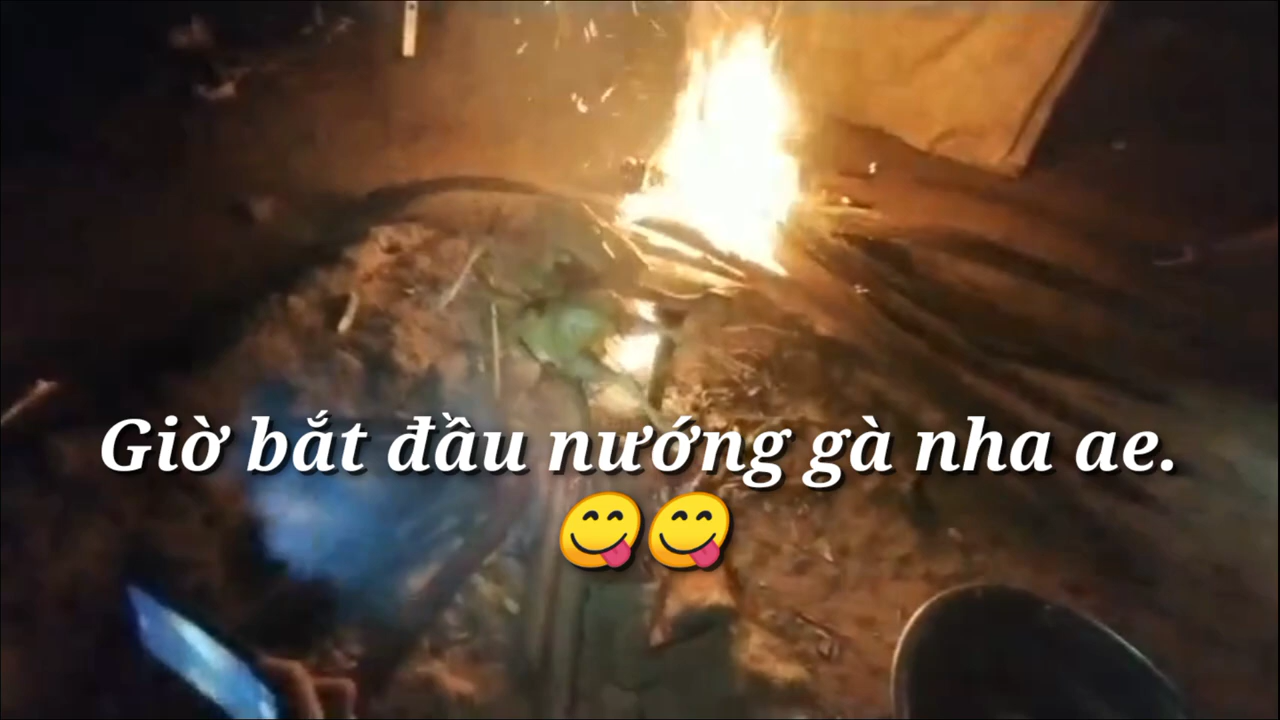 Giờ bắt đầu nướng gà nha ae.
😋😋